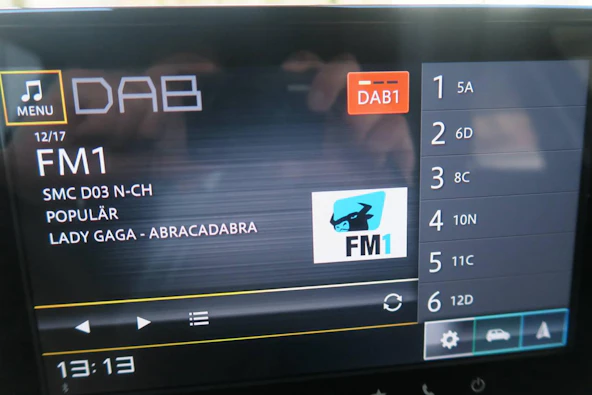 MENU
DAB
DAB1
12/17
FM1
SMC D03 N-CH
POPULÄR
LADY GAGA - ABRACADABRA
FM1
1 5A
2 6D
3 8C
4 10N
5 11C
6 12D
13:13